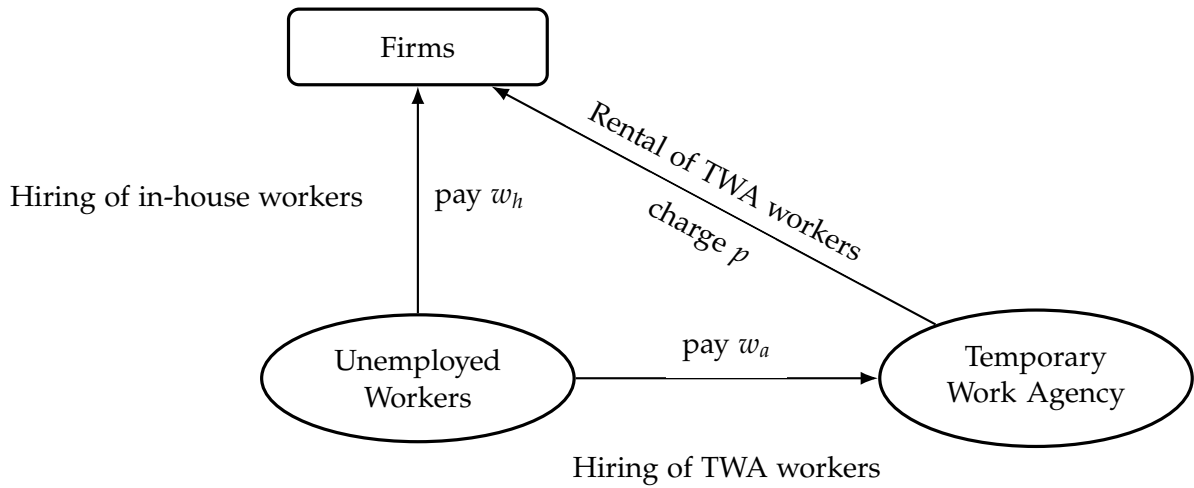 Firms
Rental of TWA workers
Hiring of in-house workers
pay w_h
charge p
Unemployed
Workers
pay w_a
Temporary
Work Agency
Hiring of TWA workers